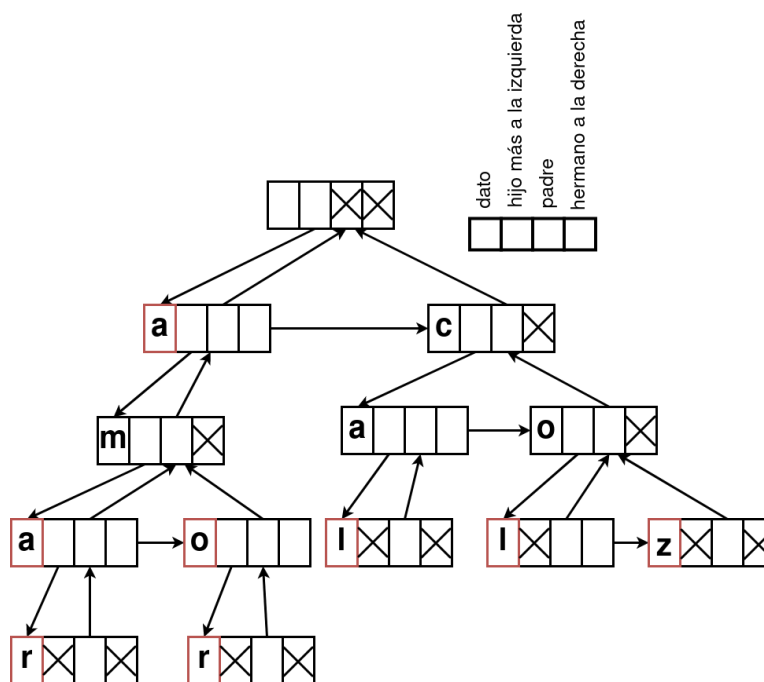 dato
hijo más a la izquierda
padre
hermano a la derecha
a
c
m
a
o
a
o
l
l
z
r
r